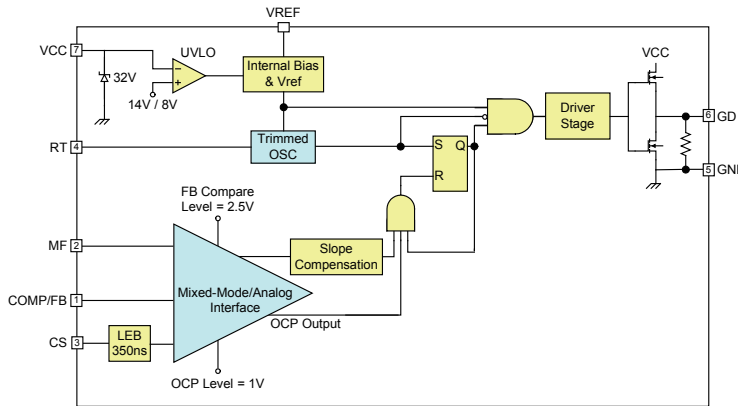 VREF
VCC
7
UVLO
32V
14V / 8V
Internal Bias
& Vref
VCC
Driver
Stage
6
GD
RT
4
Trimmed
OSC
S
Q
R
5
GN
FB Compare
Level = 2.5V
MF
2
Slope
Compensation
COMP/FB
1
Mixed-Mode/Analog
Interface
OCP Output
CS
3
LEB
350ns
OCP Level = 1V